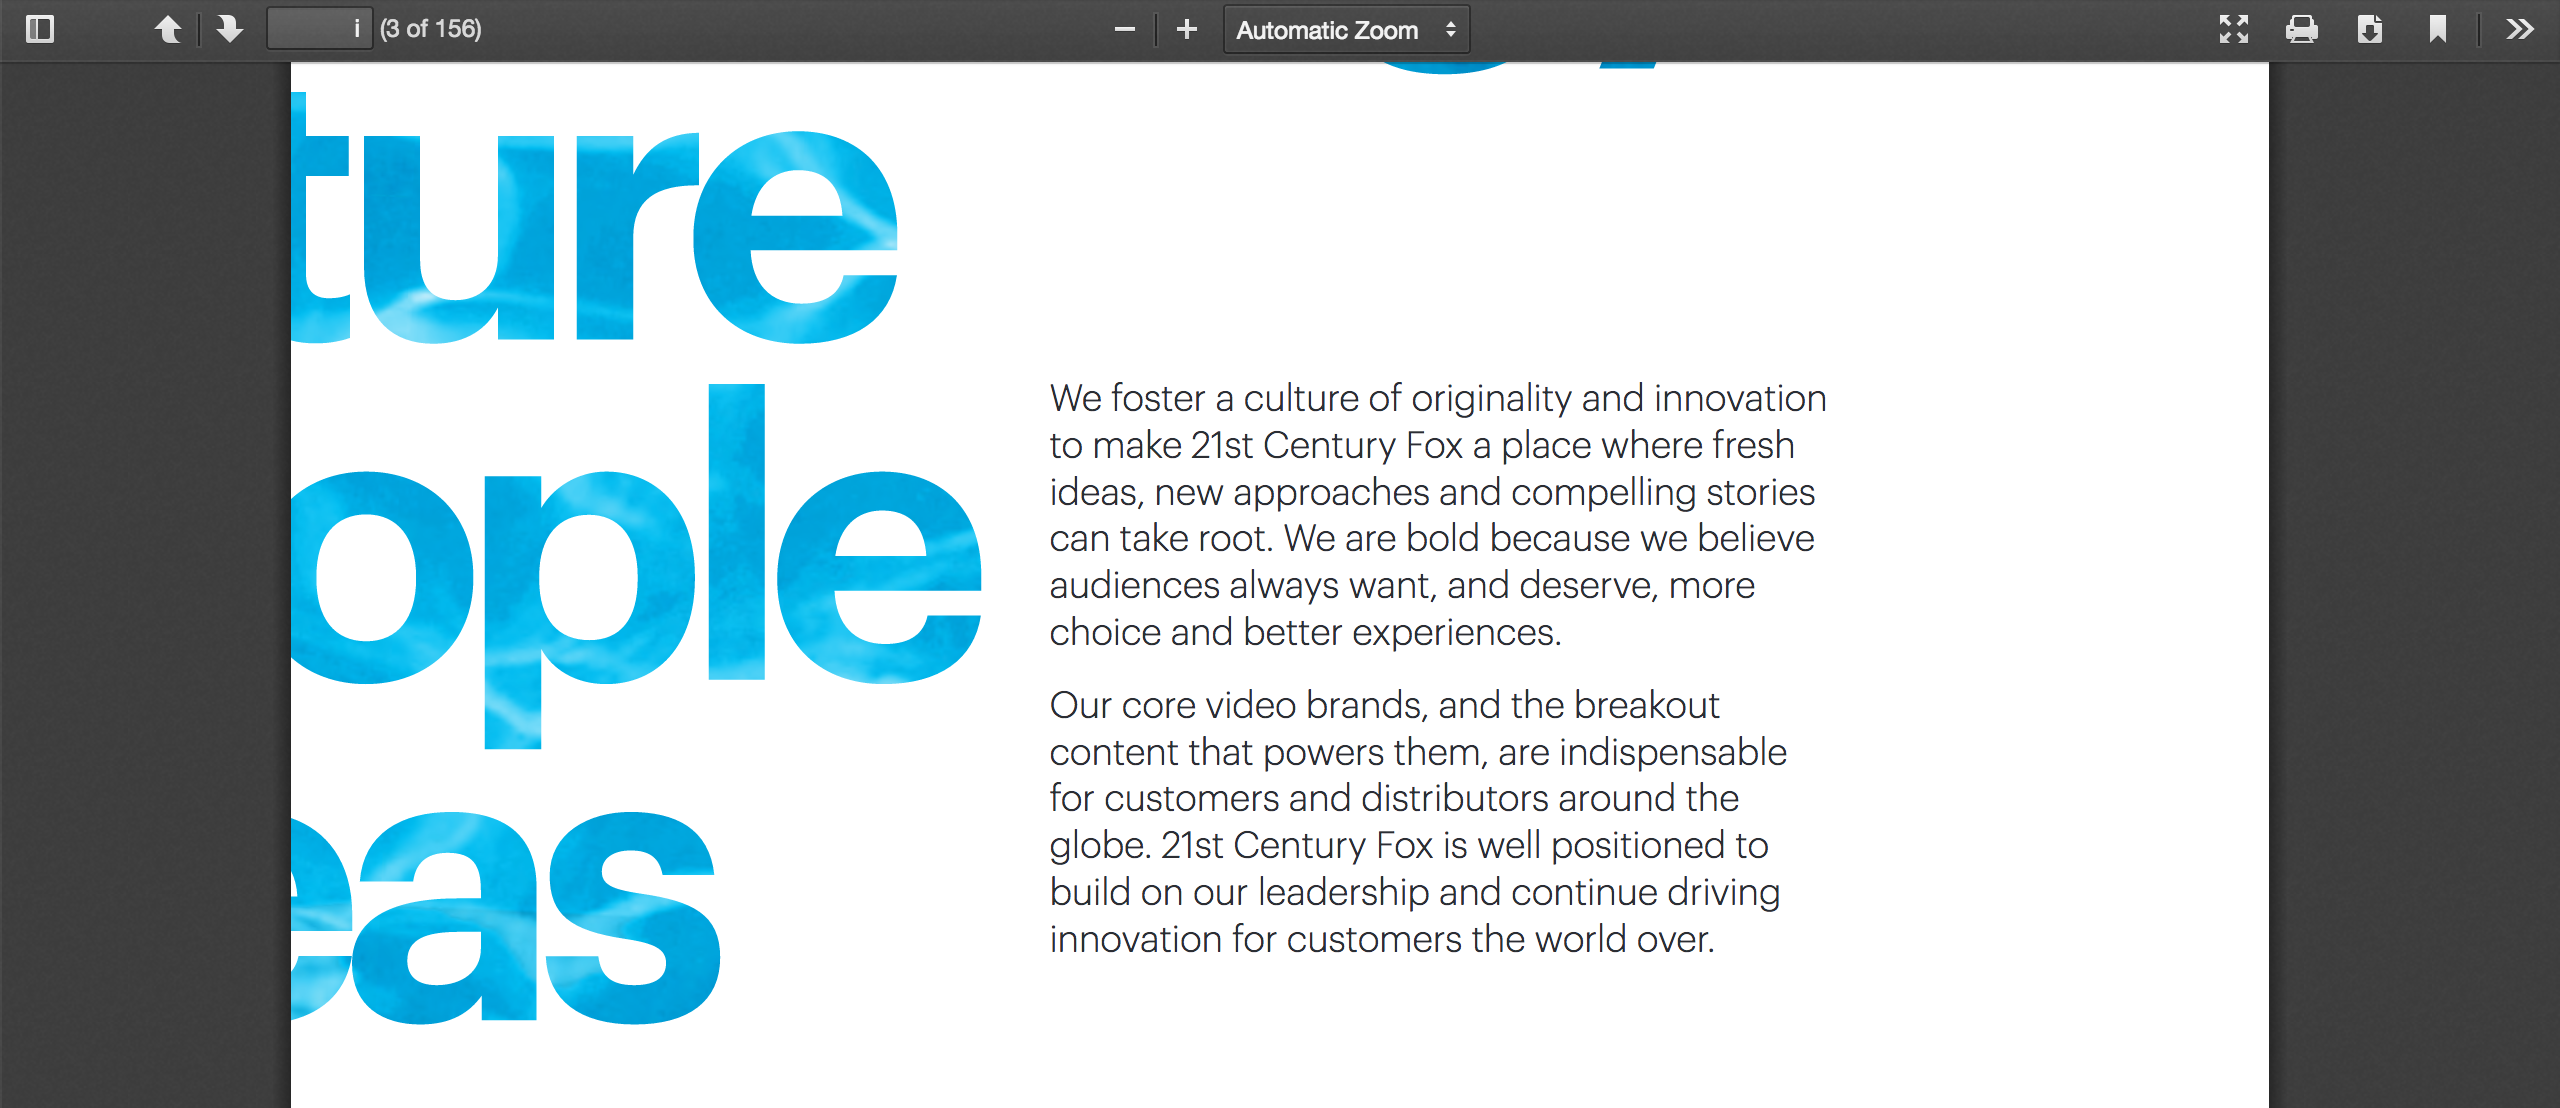 i (3 of 156)
Automatic Zoom
ture
ople
eas
We foster a culture of originality and innovation
to make 21st Century Fox a place where fresh
ideas, new approaches and compelling stories
can take root. We are bold because we believe
audiences always want, and deserve, more
choice and better experiences.
Our core video brands, and the breakout
content that powers them, are indispensable
for customers and distributors around the
globe. 21st Century Fox is well positioned to
build on our leadership and continue driving
innovation for customers the world over.